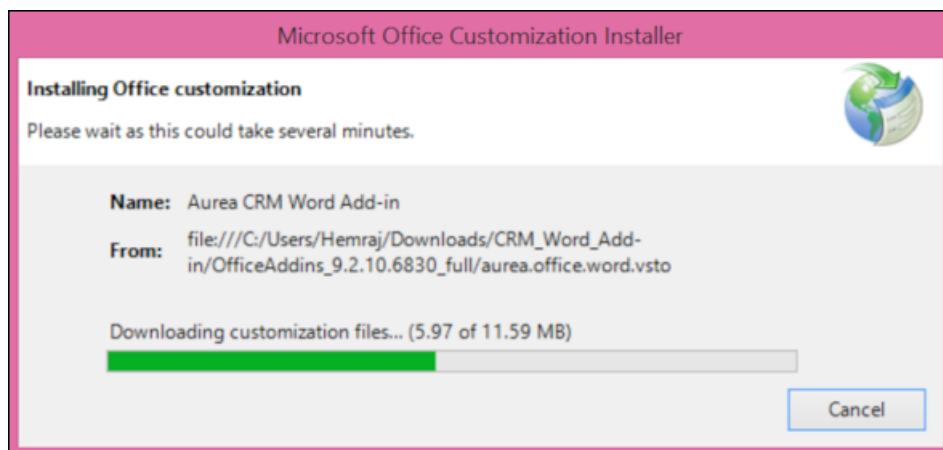 Microsoft Office Customization Installer
Installing Office customization
Please wait as this could take several minutes.
Name: Aurea CRM Word Add-in
From: file:///C:/Users/Hemraj/Downloads/CRM_Word_Add-
in/OfficeAddins_9.2.10.6830_full/aurea.office.word.vsto
Downloading customization files... (5.97 of 11.59 MB)
Cancel